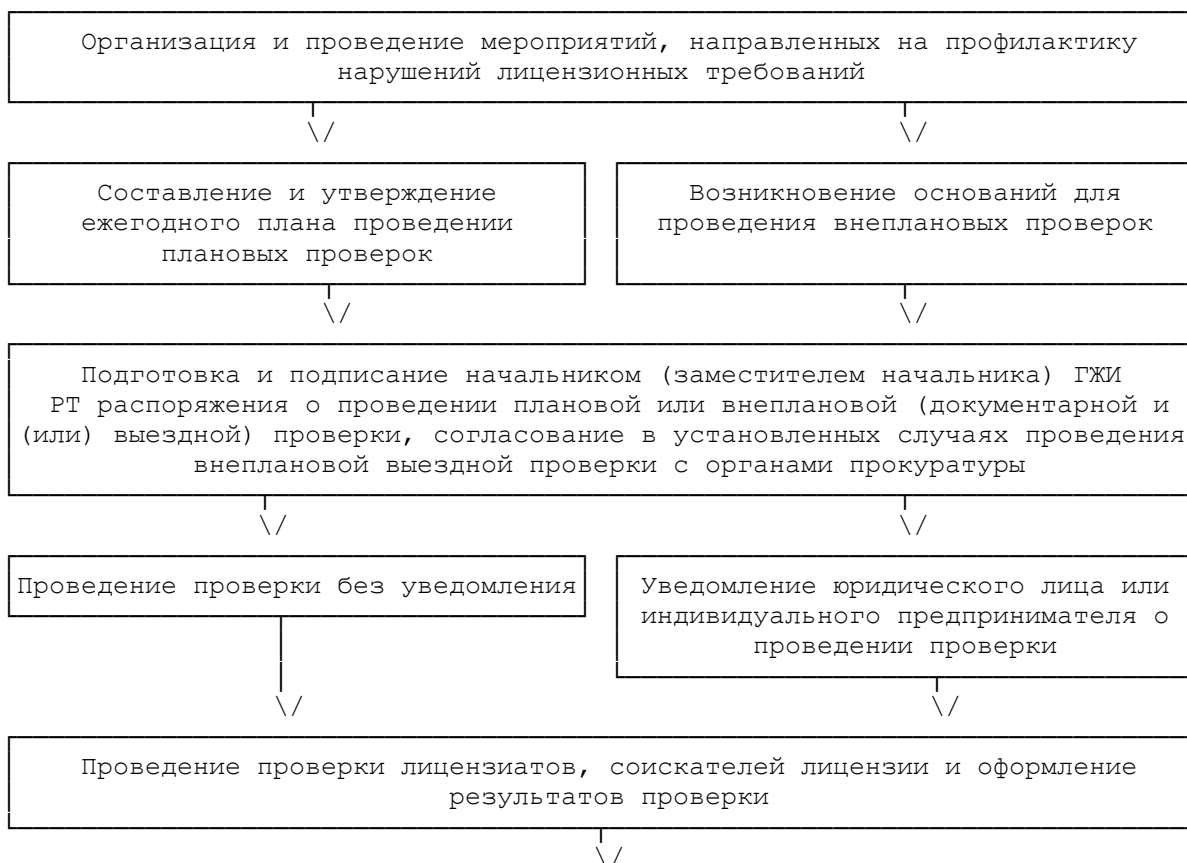 Организация и проведение мероприятий, направленных на профилактику
нарушений лицензионных требований
Составление и утверждение
ежегодного плана проведении
плановых проверок
Возникновение оснований для
проведения внеплановых проверок
Подготовка и подписание начальником (заместителем начальника) ГЖИ
РТ распоряжения о проведении плановой или внеплановой (документарной и
(или) выездной) проверки, согласование в установленных случаях проведения
внеплановой выездной проверки с органами прокуратуры
Проведение проверки без уведомления
Уведомление юридического лица или
индивидуального предпринимателя о
проведении проверки
Проведение проверки лицензиатов, соискателей лицензии и оформление
результатов проверки